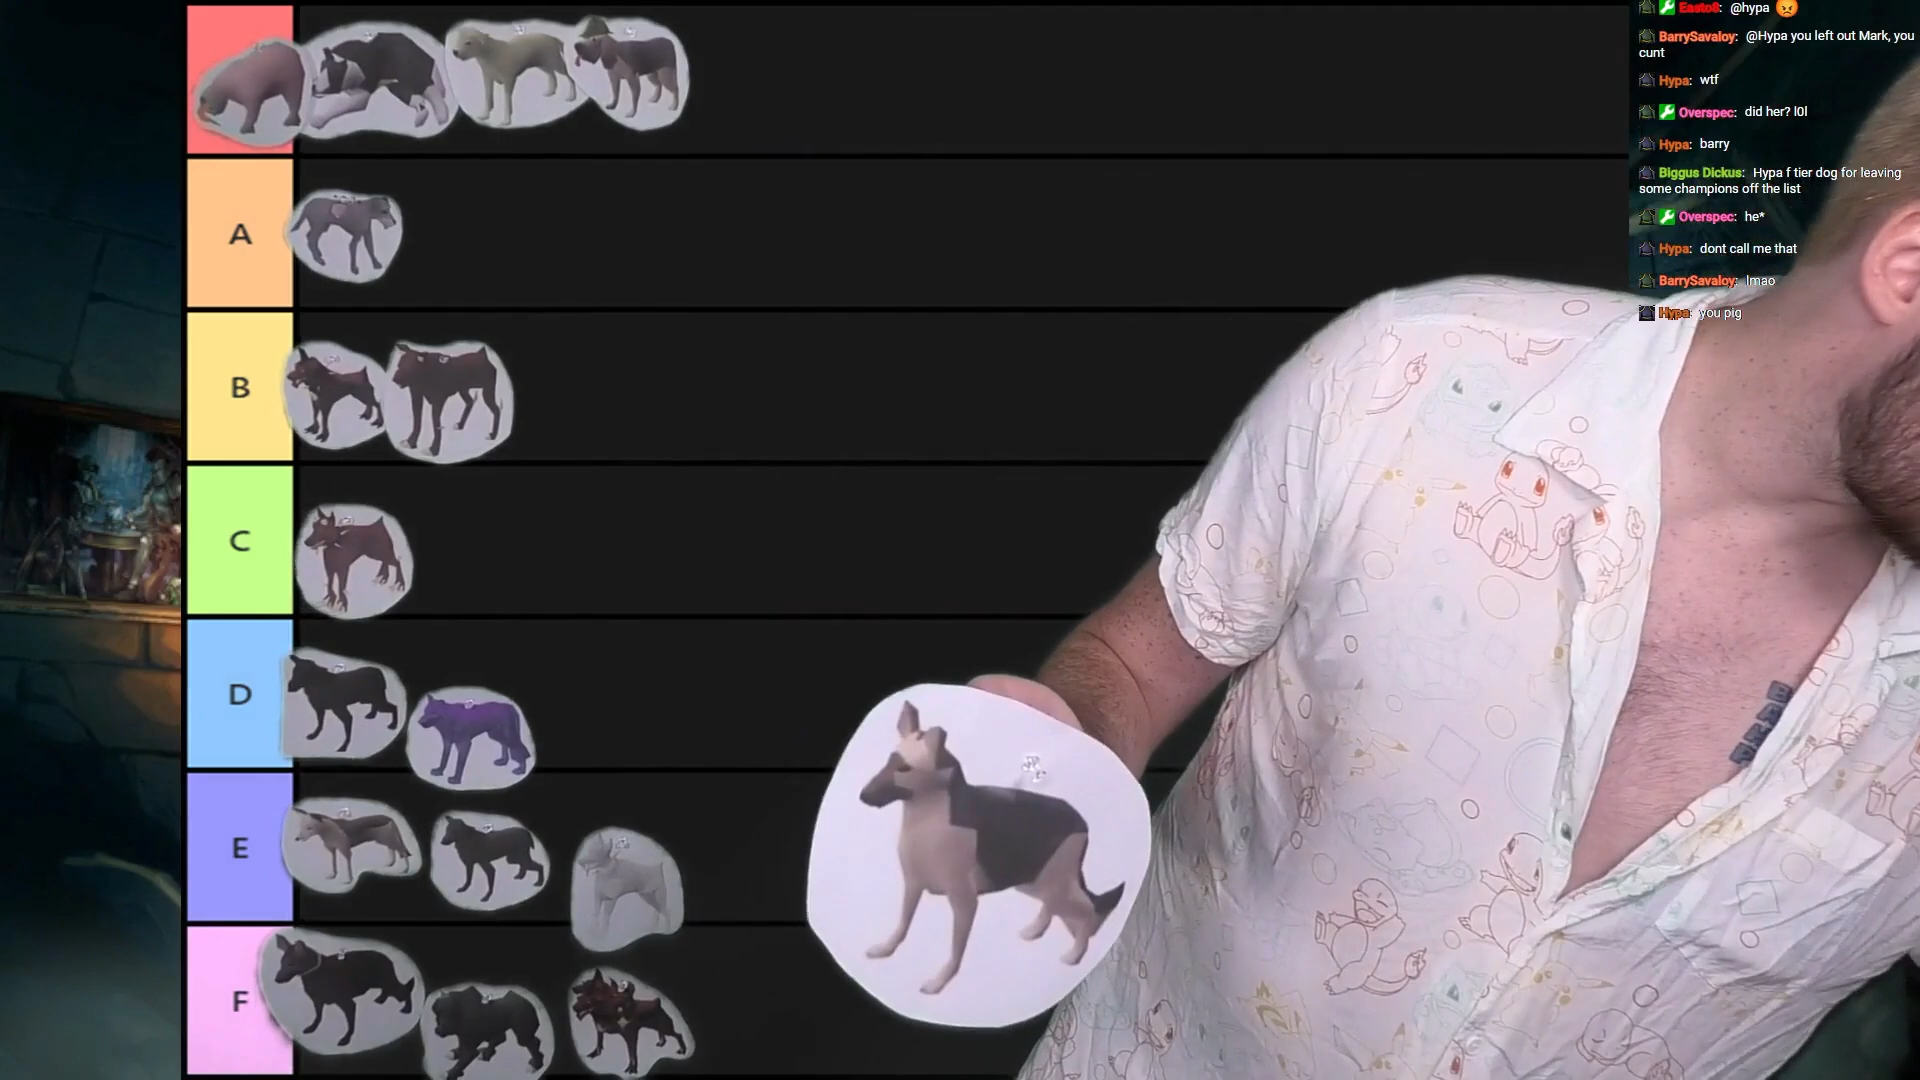 A
B
C
D
E
F
Easto8: @hypa
BarrySavaloy: @Hypa you left out Mark, you
cunt
Hypa: wtf
Overspec: did her? l0l
Hypa: barry
Biggus Dickus: Hypa f tier dog for leaving
some champions off the list
Overspec: he*
Hypa: dont call me that
BarrySavaloy: lmao
Hypa: you pig